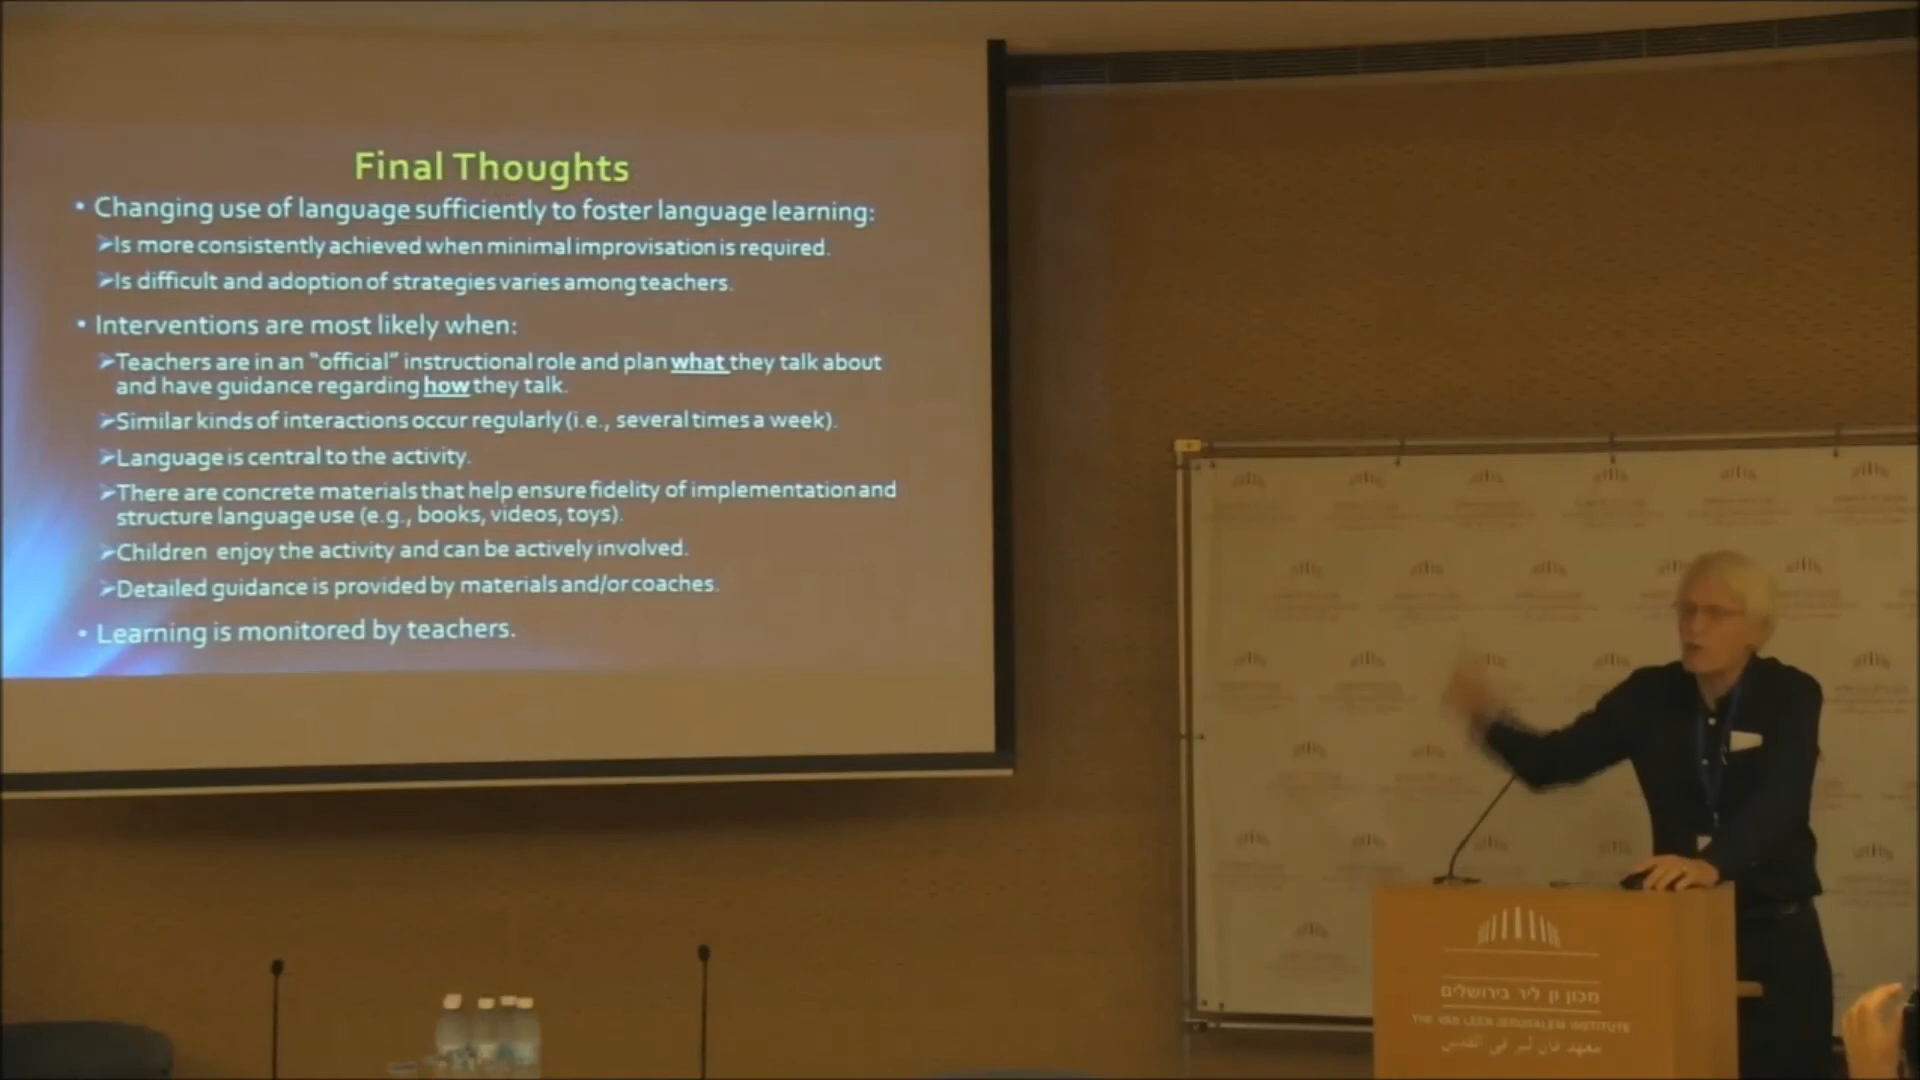 Final Thoughts
• Changing use of language sufficiently to foster language learning:
➢Is more consistently achieved when minimal improvisation is required.
➢Is difficult and adoption of strategies varies among teachers.
• Interventions are most likely when:
➢Teachers are in an “official” instructional role and plan what they talk about
and have guidance regarding how they talk.
➢Similar kinds of interactions occur regularly (i.e., several times a week).
➢Language is central to the activity.
➢There are concrete materials that help ensure fidelity of implementation and
structure language use (e.g., books, videos, toys).
➢Children enjoy the activity and can be actively involved.
➢Detailed guidance is provided by materials and/or coaches.
• Learning is monitored by teachers.
מכון ון ליר בירושלים
THE VAN LEER JERUSALEM INSTITUTE
معهد فان لير في القدس